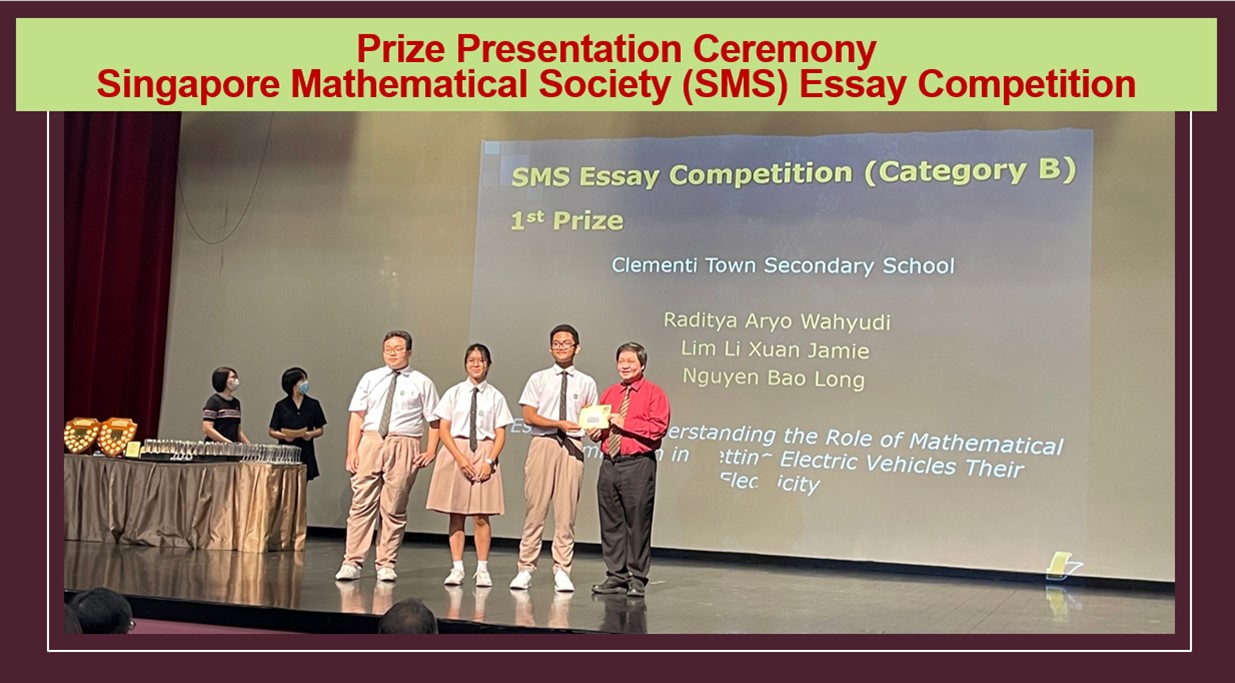 Prize Presentation Ceremony
Singapore Mathematical Society (SMS) Essay Competition
SMS Essay Competition (Category B)
1st Prize
Clementi Town Secondary School
Raditya Aryo Wahyudi
Lim Li Xuan Jamie
Nguyen Bao Long
the Role of Mathematical
in Electric Vehicles Their